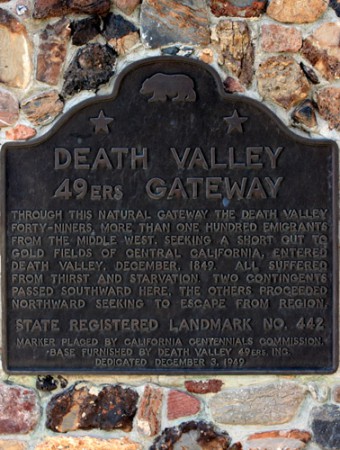 DEATH VALLEY
49ERS GATEWAY
THROUGH THIS NATURAL GATEWAY THE DEATH VALLEY
FORTY-NINERS, MORE THAN ONE HUNDRED EMIGRANTS
FROM THE MIDDLE WEST, SEEKING A SHORT CUT TO
GOLD FIELDS OF CENTRAL CALIFORNIA, ENTERED
DEATH VALLEY, DECEMBER, 1849. ALL SUFFERED
FROM THIRST AND STARVATION. TWO CONTINGENTS
PASSED SOUTHWARD HERE, THE OTHERS PROCEEDED
NORTHWARD SEEKING TO ESCAPE FROM REGION.
STATE REGISTERED LANDMARK NO. 442
MARKER PLACED BY CALIFORNIA CENTENNIALS COMMISSION.
BASE FURNISHED BY DEATH VALLEY 49ERS, INC.
DEDICATED DECEMBER 3, 1949